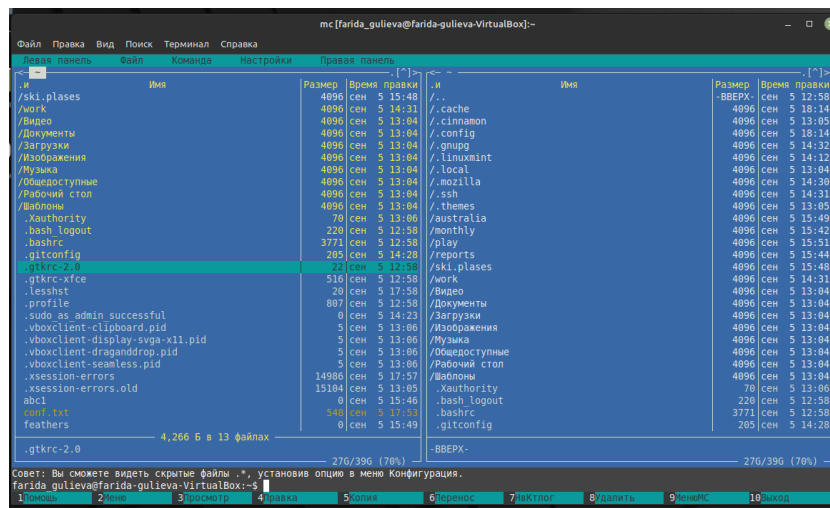 mc [farida_gulieva@farida-gulieva-VirtualBox]:~
Файл Правка Вид Поиск Терминал Справка
Левая панель Файл Команда Настройки Правая панель
<— ~ .[^]>
.и Имя Размер Время правки
/ski.plases 4096 сен 5 15:48
/work 4096 сен 5 14:31
/Видео 4096 сен 5 13:04
/Документы 4096 сен 5 13:04
/Загрузки 4096 сен 5 13:04
/Изображения 4096 сен 5 13:04
/Музыка 4096 сен 5 13:04
/Общедоступные 4096 сен 5 13:04
/Рабочий стол 4096 сен 5 13:04
/Шаблоны 4096 сен 5 13:04
.Xauthority 70 сен 5 13:06
.bash_logout 220 сен 5 12:58
.bashrc 3771 сен 5 12:58
.gitconfig 205 сен 5 14:28
.gtkrc-2.0 22 сен 5 12:58
.gtkrc-xfce 516 сен 5 12:58
.lesshst 20 сен 5 17:58
.profile 807 сен 5 12:58
.sudo_as_admin_successful 0 сен 5 14:23
.vboxclient-clipboard.pid 5 сен 5 13:06
.vboxclient-display-svga-x11.pid 5 сен 5 13:06
.vboxclient-draganddrop.pid 5 сен 5 13:06
.vboxclient-seamless.pid 5 сен 5 13:06
.xsession-errors 14986 сен 5 17:57
.xsession-errors.old 15104 сен 5 13:05
abc1 0 сен 5 15:46
conf.txt 548 сен 5 17:53
feathers 0 сен 5 15:49
4,266 Б в 13 файлах
.gtkrc-2.0
27G/39G (70%)
<— ~ .[^]>
.и Имя Размер Время правки
/.. -ВВЕРХ- сен 5 12:58
/.cache 4096 сен 5 18:14
/.cinnamon 4096 сен 5 13:05
/.config 4096 сен 5 18:14
/.gnupg 4096 сен 5 14:32
/.linuxmint 4096 сен 5 14:12
/.local 4096 сен 5 13:04
/.mozilla 4096 сен 5 14:30
/.ssh 4096 сен 5 14:31
/.themes 4096 сен 5 13:05
/australia 4096 сен 5 15:49
/monthly 4096 сен 5 15:42
/play 4096 сен 5 15:51
/reports 4096 сен 5 15:44
/ski.plases 4096 сен 5 15:48
/work 4096 сен 5 14:31
/Видео 4096 сен 5 13:04
/Документы 4096 сен 5 13:04
/Загрузки 4096 сен 5 13:04
/Изображения 4096 сен 5 13:04
/Музыка 4096 сен 5 13:04
/Общедоступные 4096 сен 5 13:04
/Рабочий стол 4096 сен 5 13:04
/Шаблоны 4096 сен 5 13:04
.Xauthority 70 сен 5 13:06
.bash_logout 220 сен 5 12:58
.bashrc 3771 сен 5 12:58
.gitconfig 205 сен 5 14:28
-ВВЕРХ-
27G/39G (70%)
Совет: Вы сможете видеть скрытые файлы .*, установив опцию в меню Конфигурация.
farida_gulieva@farida-gulieva-VirtualBox:~$
1Помощь 2Меню 3Просмотр 4Правка 5Копия 6Перенос 7НвКтлог 8Удалить 9МенюMC 10Выход